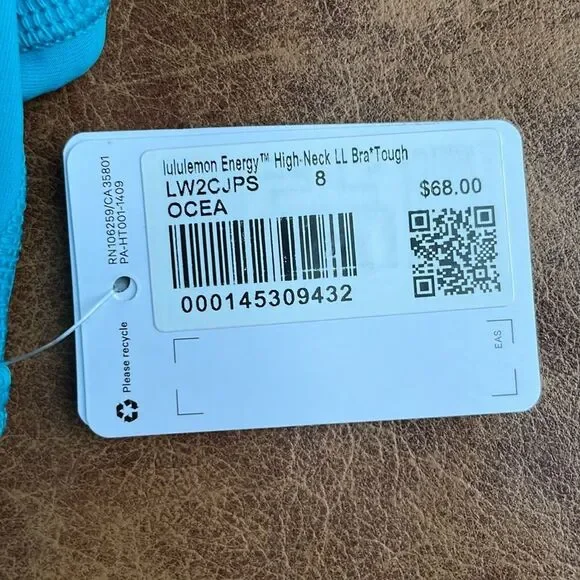 lululemon Energy™ High-Neck LL Bra*Tough
LW2CJPS 8 $68.00
OCEA
000145309432
RN106259/CA35801
PA-HT001-1409
Please recycle
EAS